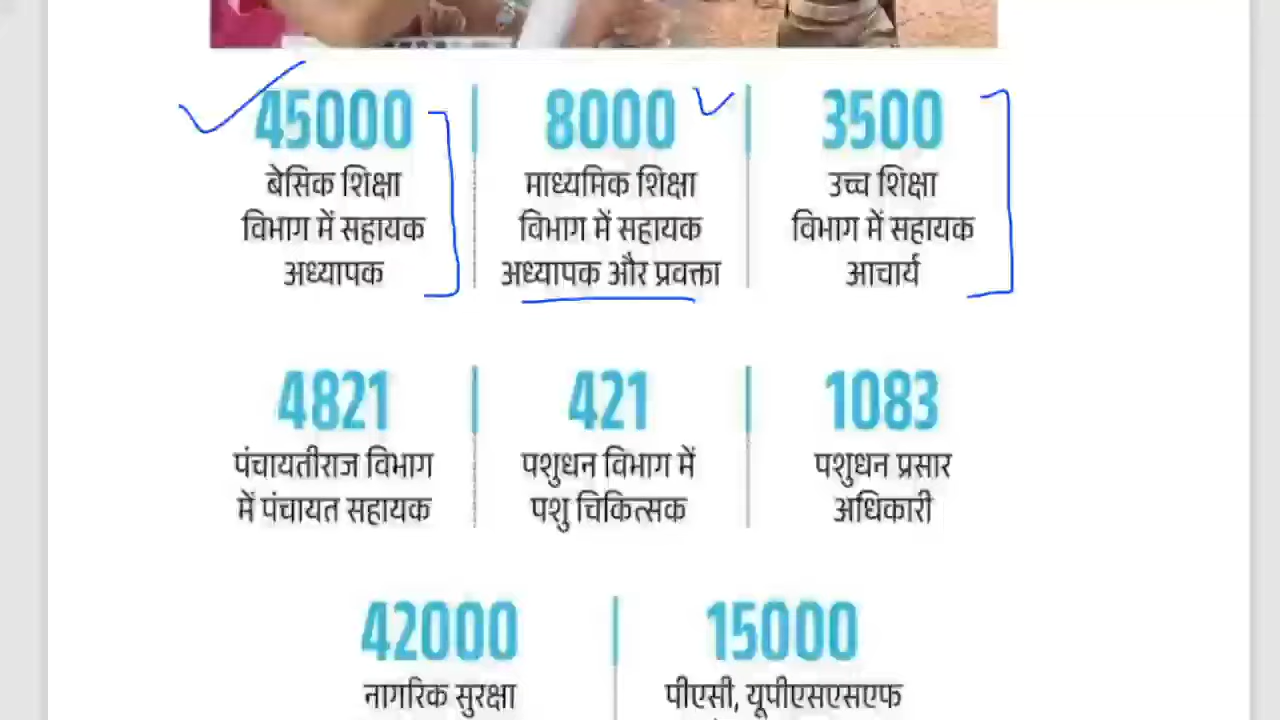 45000
बेसिक शिक्षा
विभाग में सहायक
अध्यापक
8000
माध्यमिक शिक्षा
विभाग में सहायक
अध्यापक और प्रवक्ता
3500
उच्च शिक्षा
विभाग में सहायक
आचार्य
4821
पंचायतीराज विभाग
में पंचायत सहायक
421
पशुधन विभाग में
पशु चिकित्सक
1083
पशुधन प्रसार
अधिकारी
42000
नागरिक सुरक्षा
15000
पीएसी, यूपीएसएसएफ